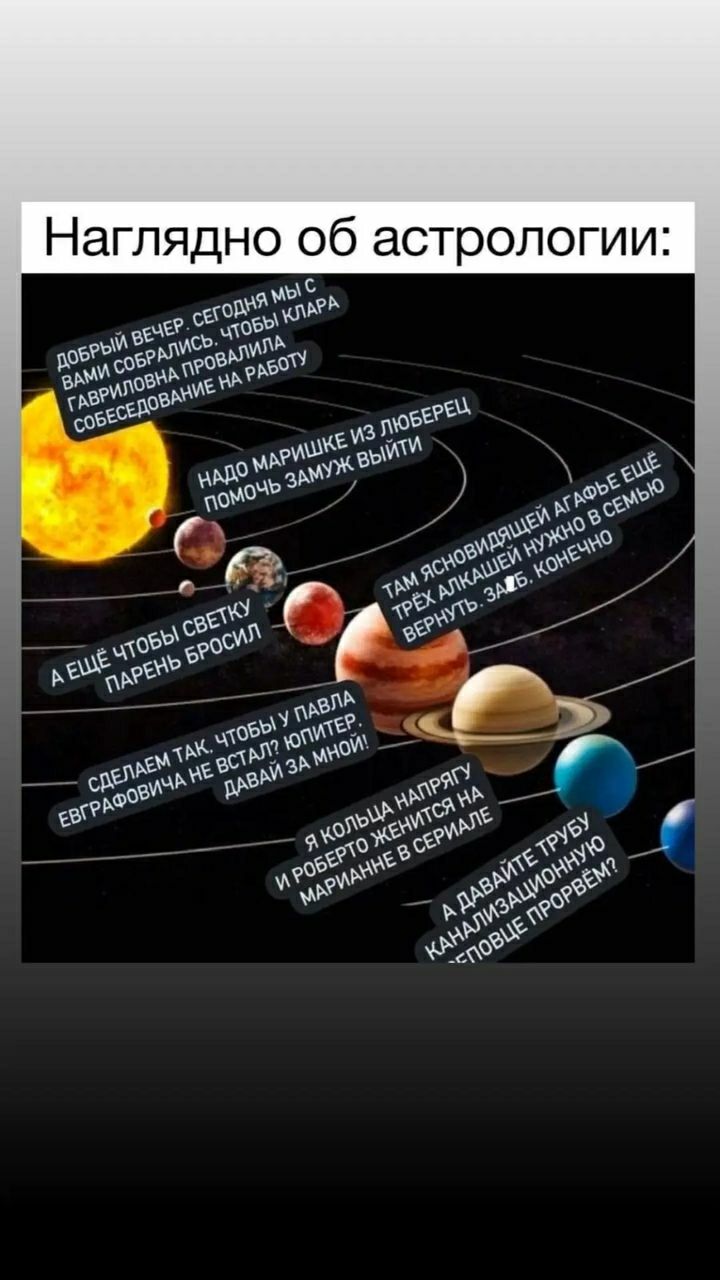 Наглядно об астрологии:
ДОБРЫЙ ВЕЧЕР. СЕГОДНЯ МЫ С
ВАМИ СОБРАЛИСЬ, ЧТОБЫ КЛАРА
ГАВРИЛОВНА ПРОВАЛИЛА
СОБЕСЕДОВАНИЕ НА РАБОТУ
НАДО МАРИШКЕ ИЗ ЛЮБЕРЕЦ
ПОМОЧЬ ЗАМУЖ ВЫЙТИ
ТАМ ЯСНОВИДЯЩЕЙ АГАФЬЕ ЕЩЁ
ТРЁХ АЛКАШЕЙ НУЖНО В СЕМЬЮ
ВЕРНУТЬ. ЗА Б, КОНЕЧНО
А ЕЩЁ ЧТОБЫ СВЕТКУ
ПАРЕНЬ БРОСИЛ
СДЕЛАЕМ ТАК, ЧТОБЫ У ПАВЛА
ЕВГРАФОВИЧА НЕ ВСТАЛ? ЮПИТЕР,
ДАВАЙ ЗА МНОЙ!
Я КОЛЬЦА НАПРЯГУ
И РОБЕРТО ЖЕНИТСЯ НА
МАРИАННЕ В СЕРИАЛЕ
А ДАВАЙТЕ ТРУБУ
КАНАЛИЗАЦИОННУЮ
ЕПОВЦЕ ПРОРВЁМ?